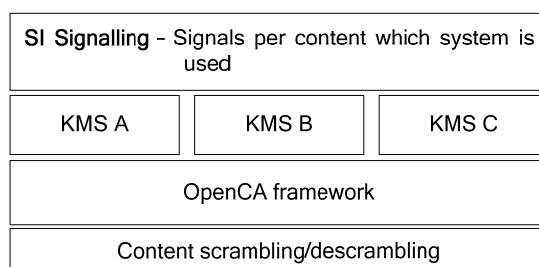 SI Signalling – Signals per content which system is
used
KMS A
KMS B
KMS C
OpenCA framework
Content scrambling/descrambling